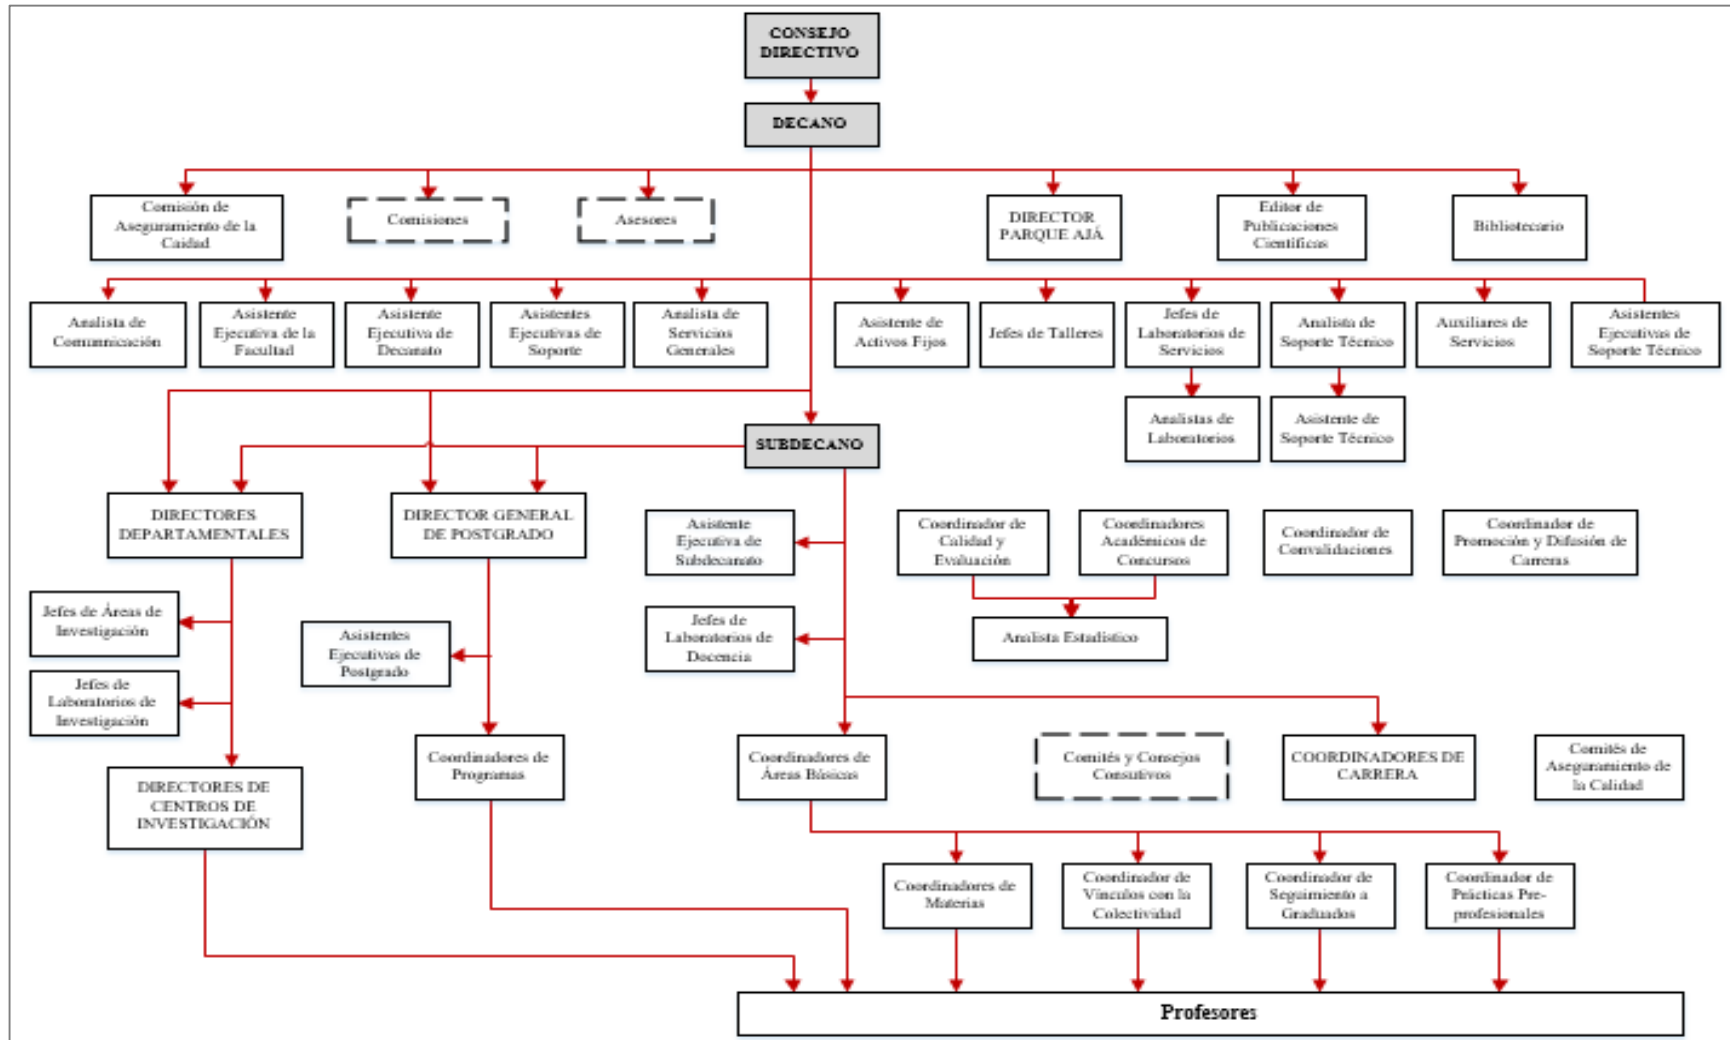 CONSEJO
DIRECTIVO
DECANO
Comisión de
Aseguramiento de la
Caidad
Comisiones
Asesores
DIRECTOR
PARQUE AJÁ
Editor de
Publicaciones
Científicas
Bibliotecario
Analista de
Comunnicación
Asistente
Ejecutiva de la
Facultad
Asistente
Ejecutiva de
Decanato
Asistentes
Ejecutivas de
Soporte
Analista de
Servicios
Generales
Asistente de
Activos Fijos
Jefes de Talleres
Jefes de
Laboratorios de
Servicios
Analista de
Soporte Técnico
Auxiliares de
Servicios
Asistentes
Ejecutivas de
Soporte Técnico
Analistas de
Laboratorios
Asistente de
Soporte Técnico
SUBDECANO
DIRECTORES
DEPARTAMENTALES
DIRECTOR GENERAL
DE POSTGRADO
Asistente
Ejecutiva de
Subdecanato
Coordinador de
Calidad y
Evaluación
Coordinadores
Académicos de
Concursos
Coordinador de
Convalidaciones
Coordinador de
Promoción y Difusión de
Carreras
Jefes de Áreas de
Investigación
Asistentes
Ejecutivas de
Postgrado
Jefes de
Laboratorios de
Docencia
Analista Estadístico
Jefes de
Laboratorios de
Investigación
DIRECTORES DE
CENTROS DE
INVESTIGACIÓN
Coordinadores de
Programas
Coordinadores de
Áreas Básicas
Comités y Consejos
Consutivos
COORDINADORES DE
CARRERA
Comités de
Aseguramiento de
la Calidad
Coordinadores de
Materias
Coordinador de
Vínculos con la
Colectividad
Coordinador de
Seguimiento a
Graduados
Coordinador de
Prácticas Pre-
profesionales
Profesores